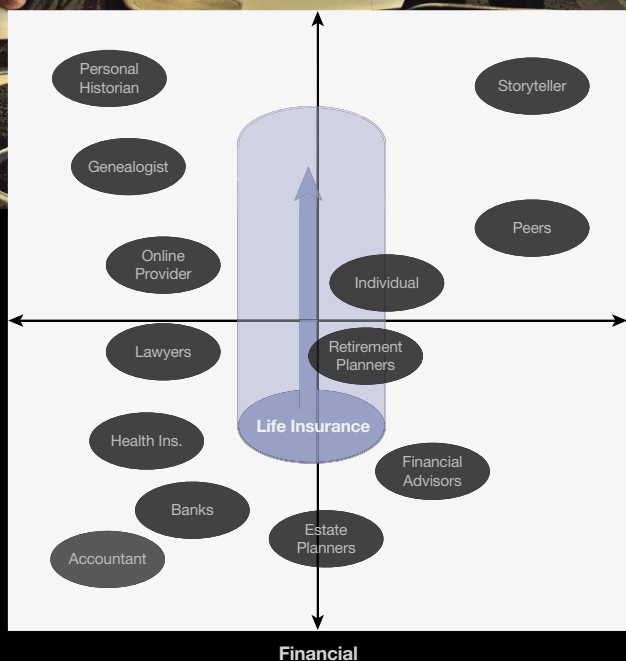 Personal
Historian
Storyteller
Genealogist
Peers
Online
Provider
Individual
Lawyers
Retirement
Planners
Life Insurance
Health Ins.
Financial
Advisors
Banks
Estate
Planners
Accountant
Financial